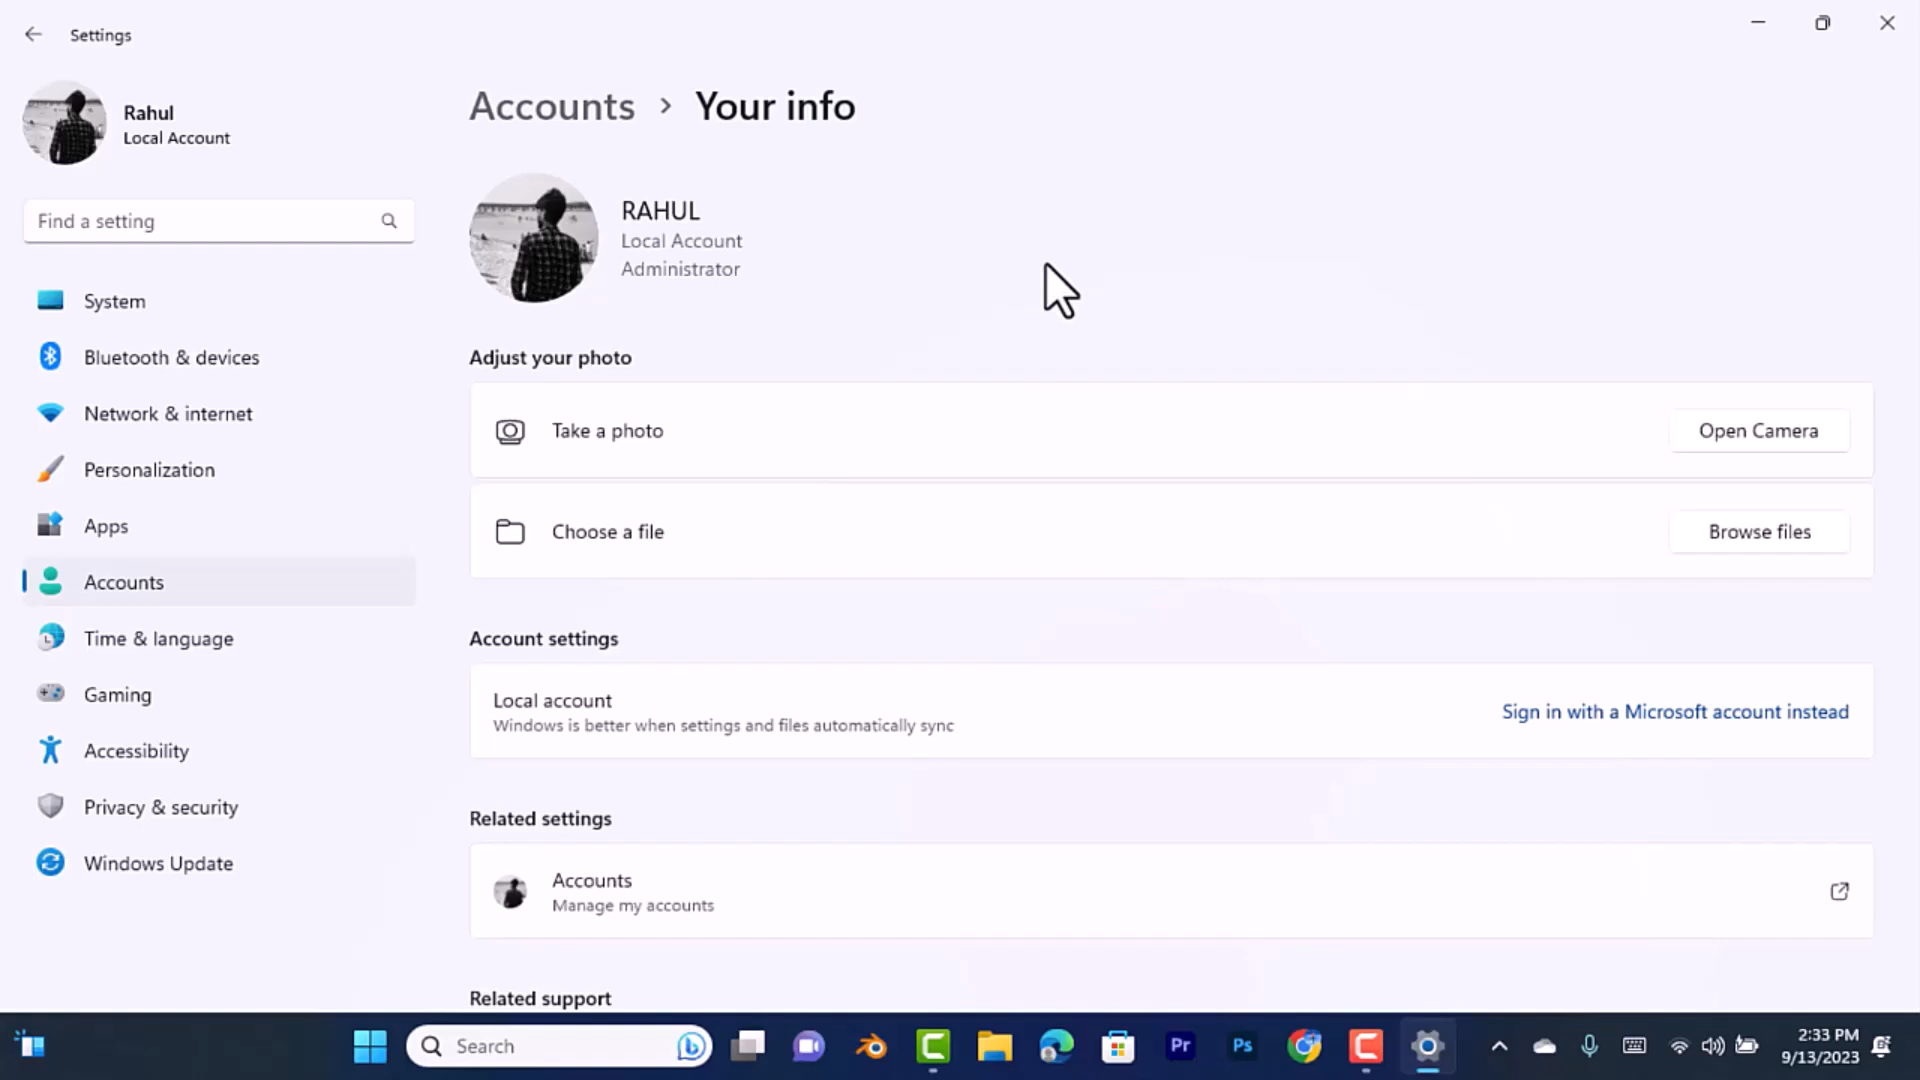 Settings
Rahul
Local Account
Find a setting
System
Bluetooth & devices
Network & internet
Personalization
Apps
Accounts
Time & language
Gaming
Accessibility
Privacy & security
Windows Update
Accounts > Your info
RAHUL
Local Account
Administrator
Adjust your photo
Take a photo
Open Camera
Choose a file
Browse files
Account settings
Local account
Windows is better when settings and files automatically sync
Sign in with a Microsoft account instead
Related settings
Accounts
Manage my accounts
Related support
Search
Pr
Ps
2:33 PM
9/13/2023